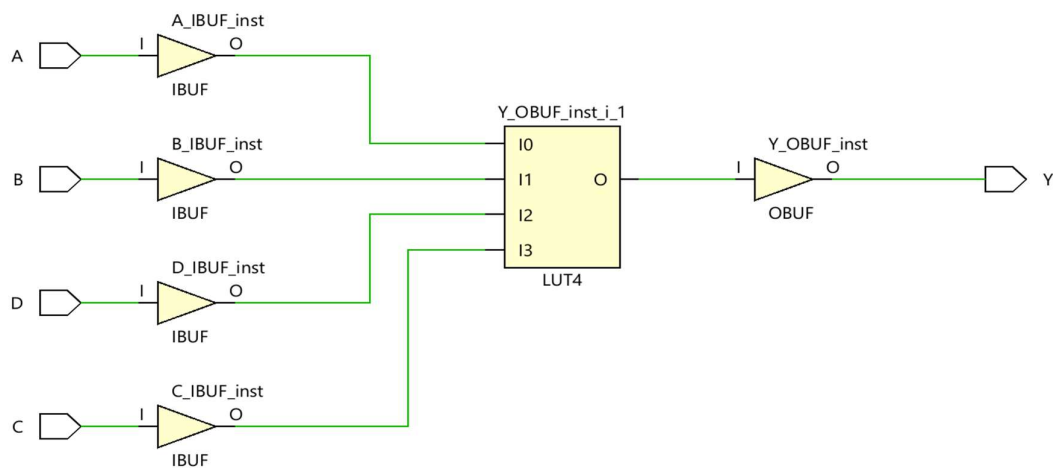 A_IBUF_inst
A
I
O
IBUF
Y_OBUF_inst_i_1
B_IBUF_inst
B
I
O
IBUF
I0
I1
I2
I3
O
LUT4
Y_OBUF_inst
I
O
OBUF
Y
D_IBUF_inst
D
I
O
IBUF
C_IBUF_inst
C
I
O
IBUF